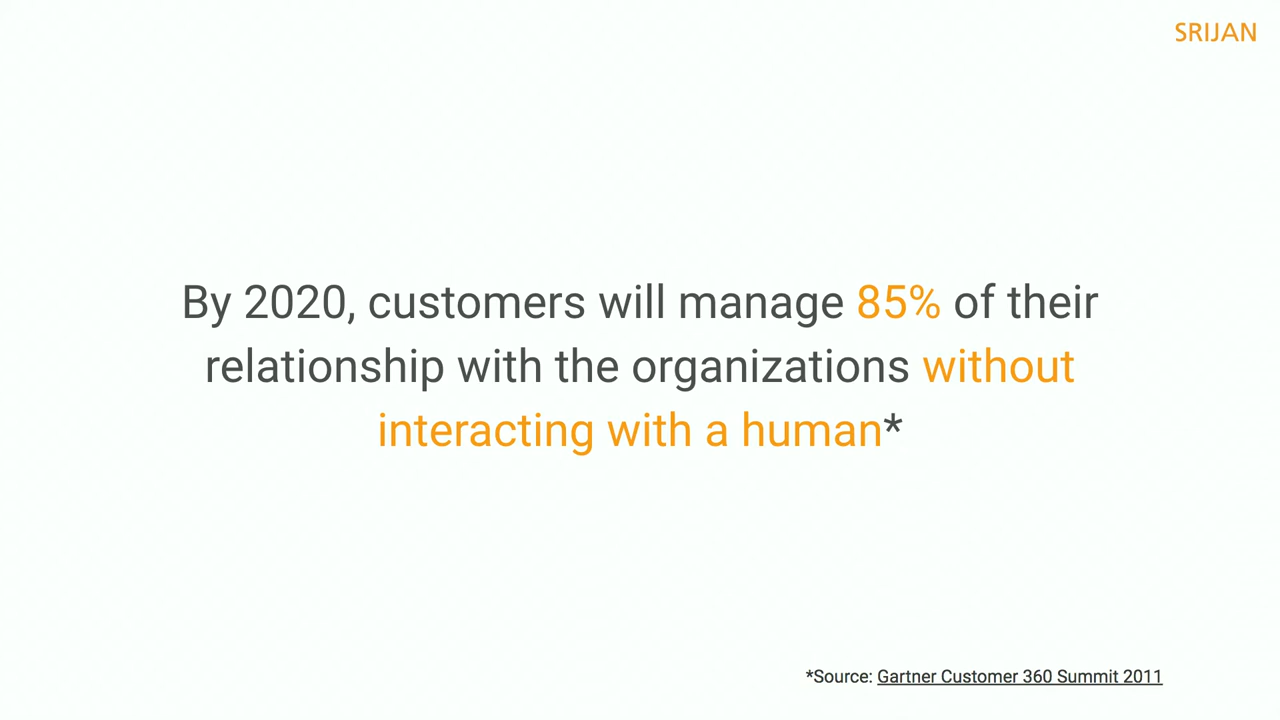 SRIJAN
By 2020, customers will manage 85% of their
relationship with the organizations without
interacting with a human*
*Source: Gartner Customer 360 Summit 2011